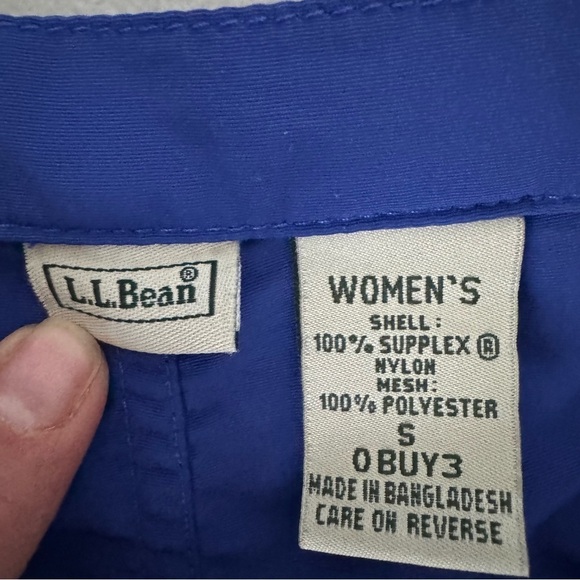 L.L.Bean®
WOMEN'S
SHELL:
100% SUPPLEX ®
NYLON
MESH:
100% POLYESTER
S
0BUY3
MADE IN BANGLADESH
CARE ON REVERSE